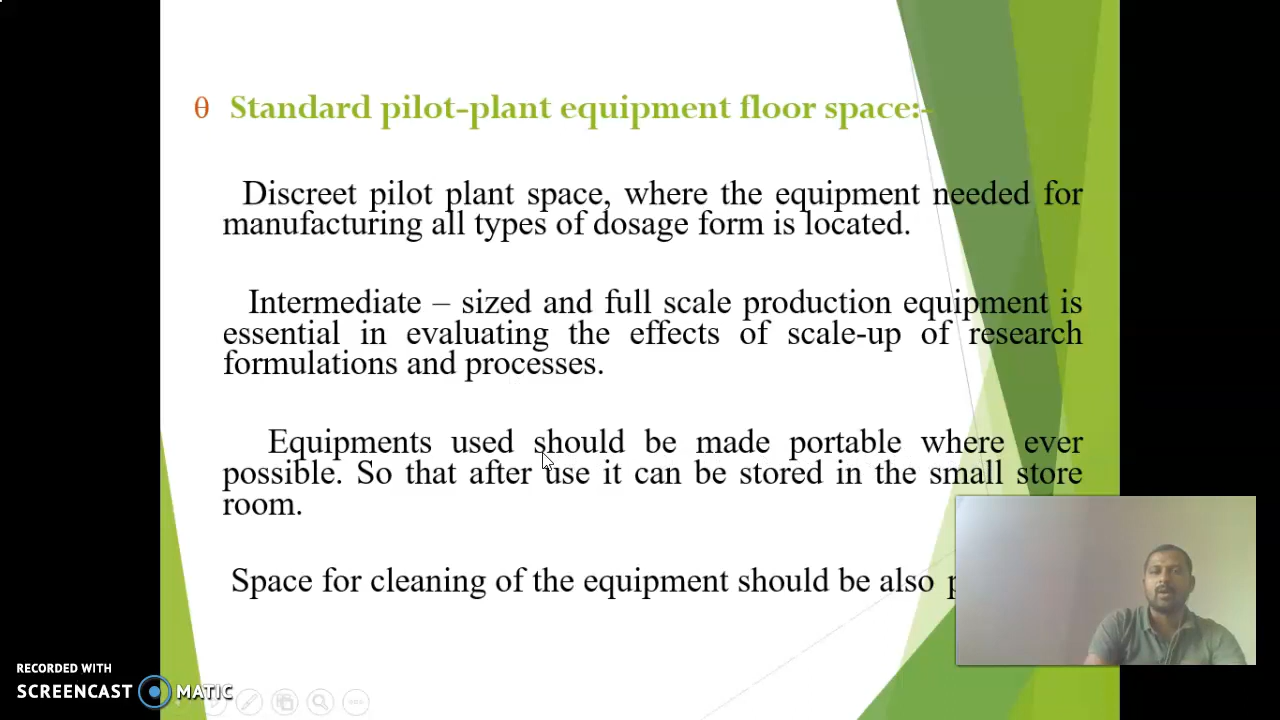 θ Standard pilot-plant equipment floor space:-
Discreet pilot plant space, where the equipment needed for
manufacturing all types of dosage form is located.
Intermediate – sized and full scale production equipment is
essential in evaluating the effects of scale-up of research
formulations and processes.
Equipments used should be made portable where ever
possible. So that after use it can be stored in the small store
room.
Space for cleaning of the equipment should be also
RECORDED WITH
SCREENCAST MATIC